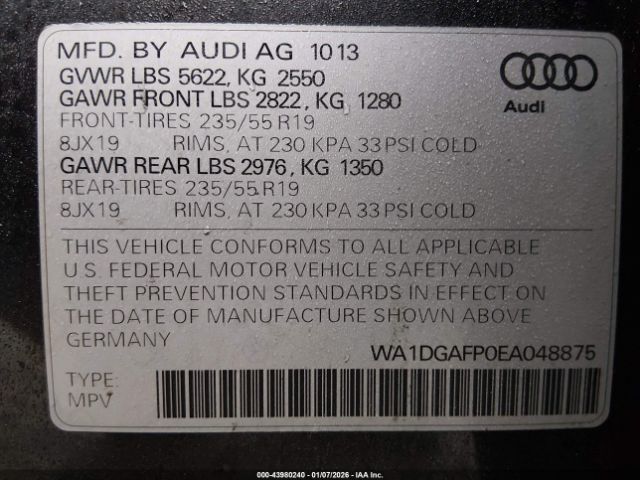 MFD. BY AUDI AG 1013
GVWR LBS 5622, KG 2550
GAWR FRONT LBS 2822, KG 1280
FRONT-TIRES 235/55 R19
8JX19 RIMS, AT 230 KPA 33 PSI COLD
GAWR REAR LBS 2976, KG 1350
REAR-TIRES 235/55 R19
8JX19 RIMS, AT 230 KPA 33 PSI COLD
Audi
THIS VEHICLE CONFORMS TO ALL APPLICABLE
U.S. FEDERAL MOTOR VEHICLE SAFETY AND
THEFT PREVENTION STANDARDS IN EFFECT ON
THE DATE OF MANUFACTURE SHOWN ABOVE.
GERMANY
WA1DGAFP0EA048875
TYPE:
MPV
000-43980240 - 01/07/2026 - © IAA Inc.